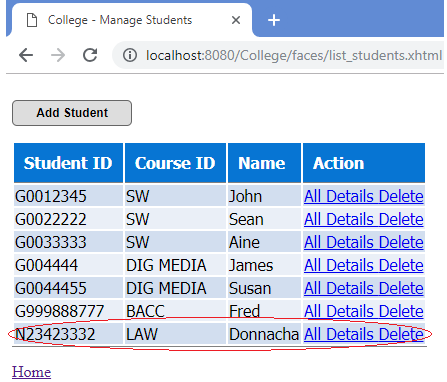 College - Manage Students
localhost:8080/College/faces/list_students.xhtml
Add Student
Student ID Course ID Name Action
G0012345 SW John All Details Delete
G0022222 SW Sean All Details Delete
G0033333 SW Aine All Details Delete
G004444 DIG MEDIA James All Details Delete
G0044455 DIG MEDIA Susan All Details Delete
G999888777 BACC Fred All Details Delete
N23423332 LAW Donnacha All Details Delete
Home